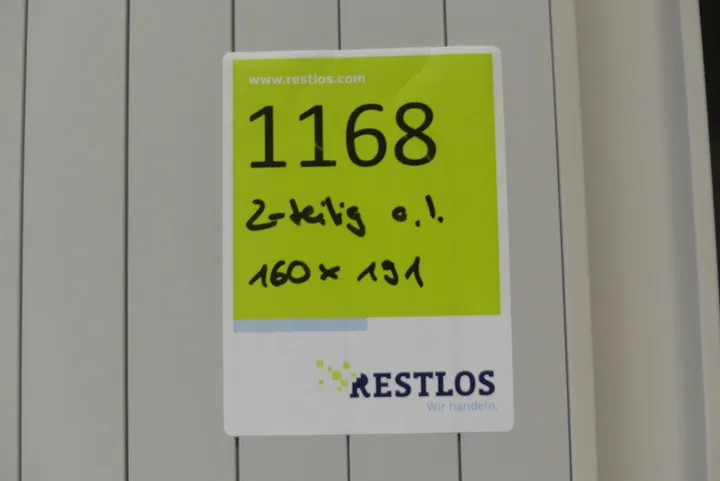 www.restlos.com
1168
2-teilig o.l.
160 x 191
RESTLOS
Wir handeln.